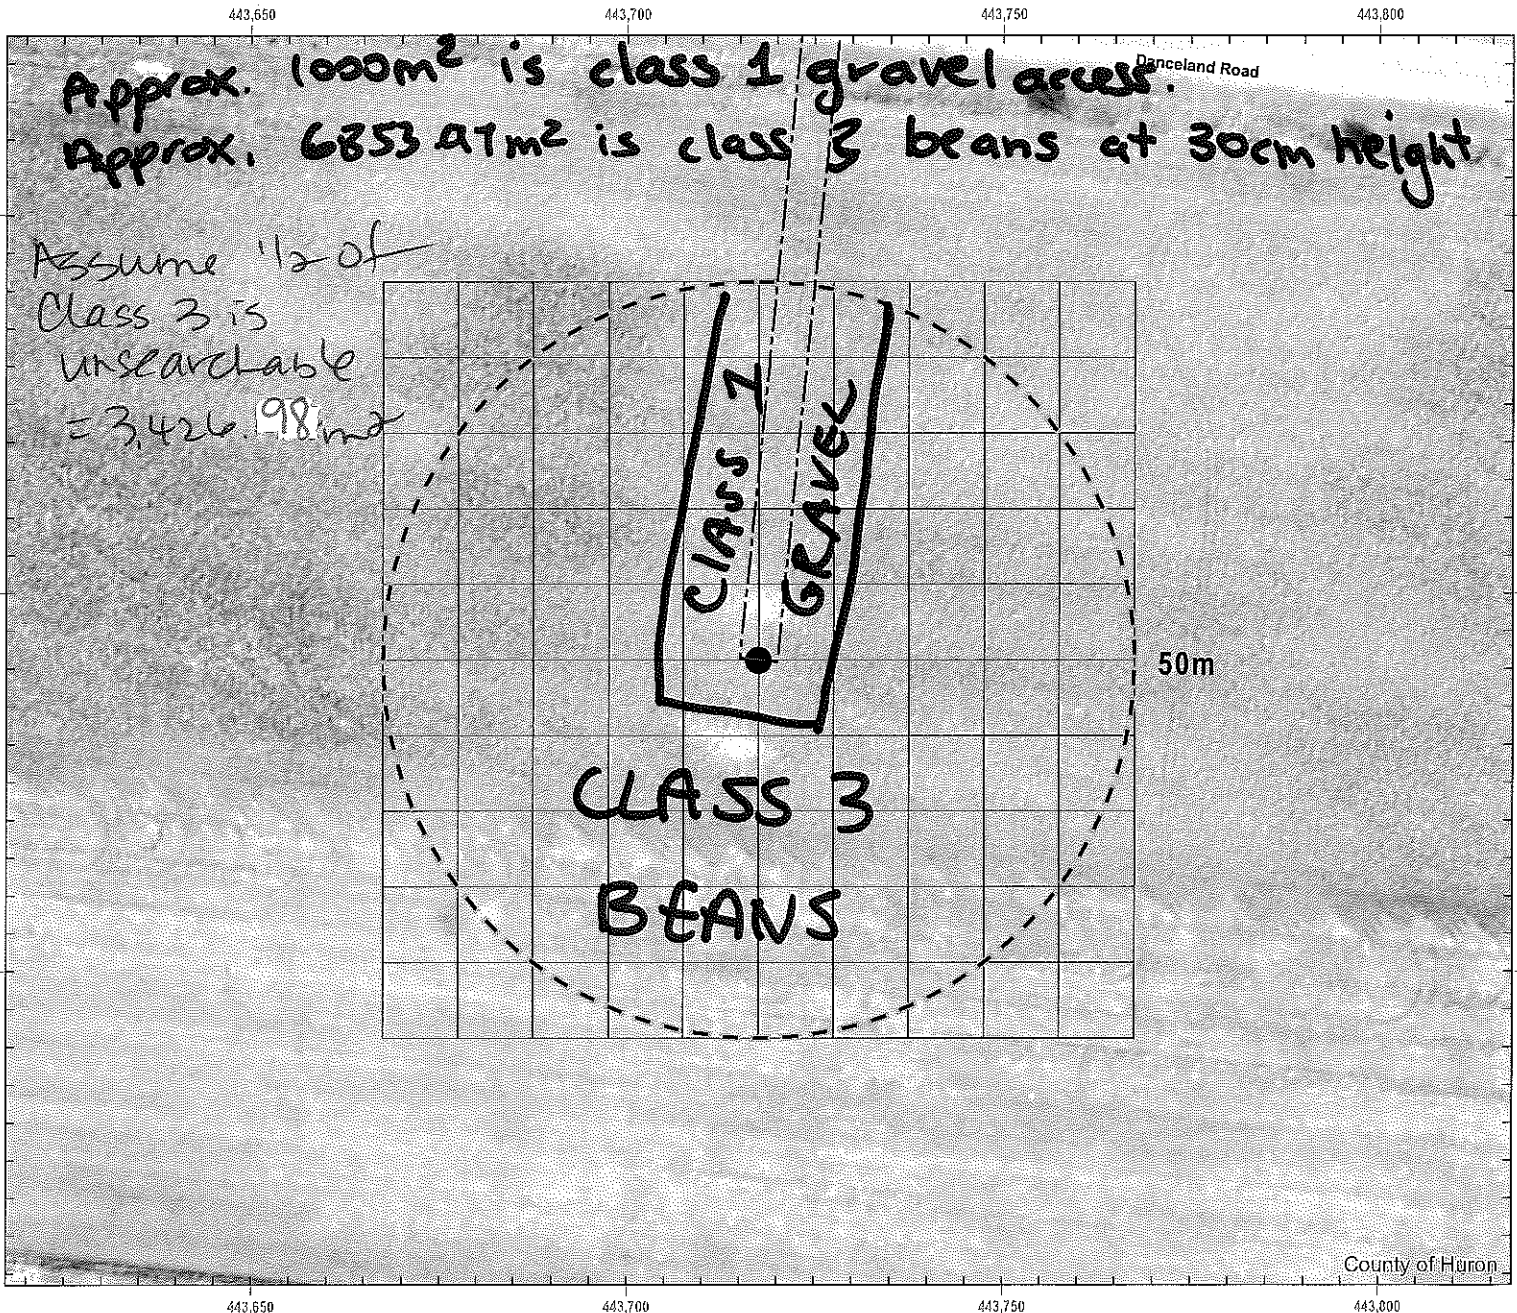 443,650 443,700 443,750 443,800
Danceland Road
Approx. 1000m² is class 1 gravel access.
Approx. 6853.97m² is class 3 beans at 30cm height
Assume 1/2 of
Class 3 is
unsearchable
= 3,426.98m²
CLASS 1
GRAVEL
50m
CLASS 3
BEANS
County of Huron
443,650 443,700 443,750 443,800